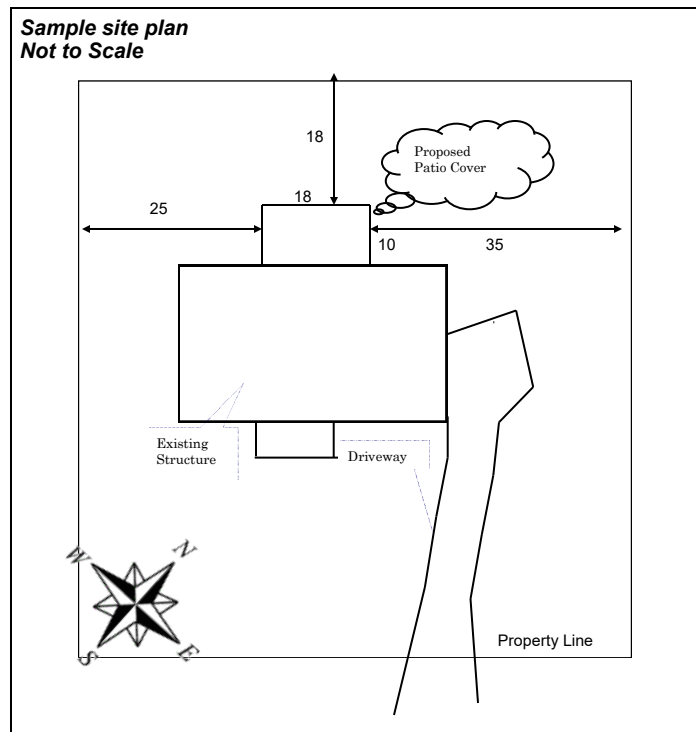 Sample site plan
Not to Scale
18
Proposed
Patio Cover
18
25
10
35
Existing
Structure
Driveway
W
N
S
E
Property Line